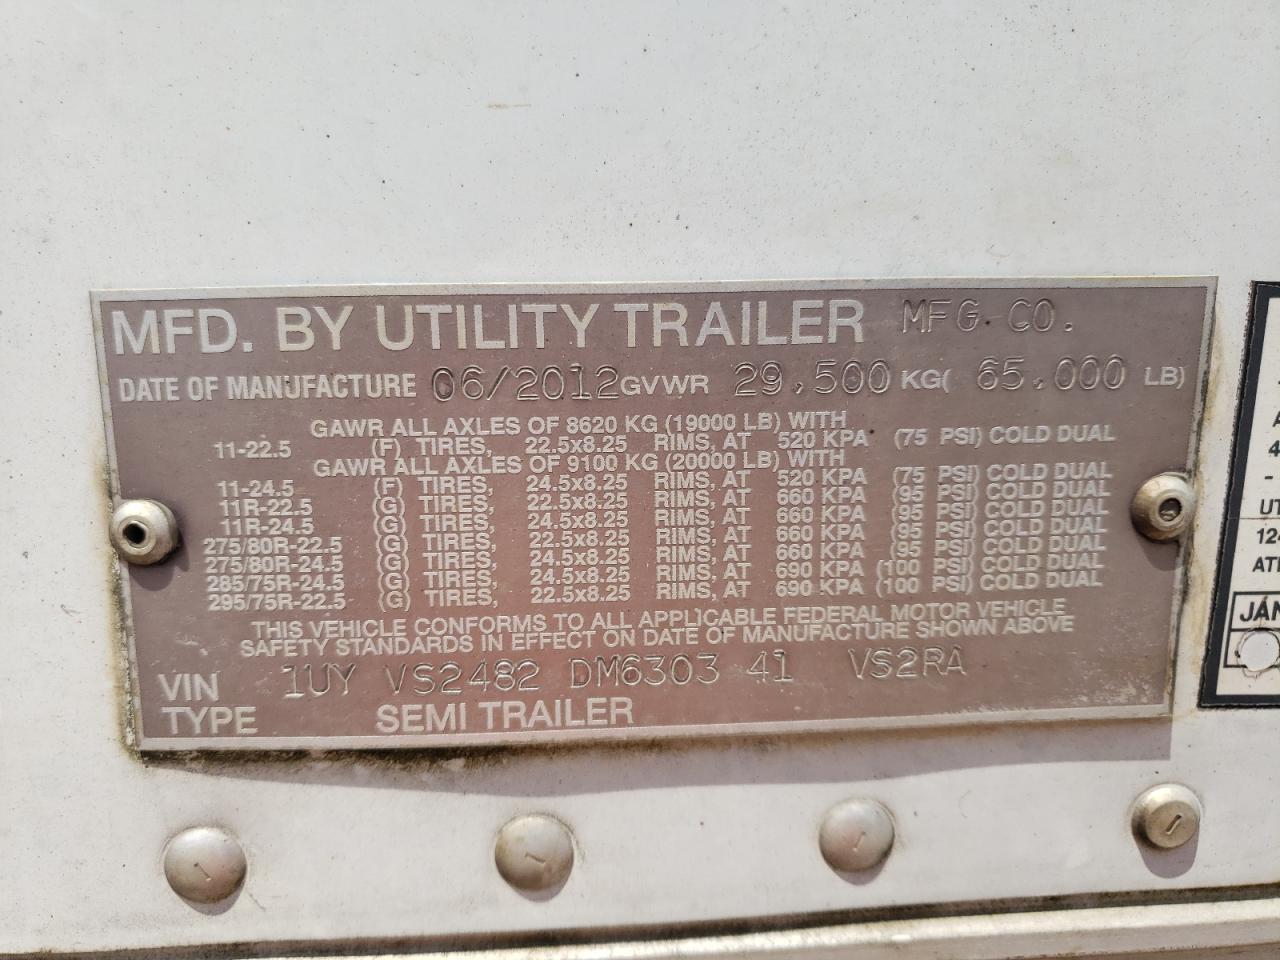 MFD. BY UTILITY TRAILER MFG. CO.
DATE OF MANUFACTURE 06/2012 GVWR 29,500 KG( 65,000 LB)
GAWR ALL AXLES OF 8620 KG (19000 LB) WITH
11-22.5 (F) TIRES, 22.5x8.25 RIMS, AT 520 KPA (75 PSI) COLD DUAL
GAWR ALL AXLES OF 9100 KG (20000 LB) WITH
11-24.5 (F) TIRES, 24.5x8.25 RIMS, AT 520 KPA (75 PSI) COLD DUAL
11R-22.5 (G) TIRES, 22.5x8.25 RIMS, AT 660 KPA (95 PSI) COLD DUAL
11R-24.5 (G) TIRES, 24.5x8.25 RIMS, AT 660 KPA (95 PSI) COLD DUAL
275/80R-22.5 (G) TIRES, 22.5x8.25 RIMS, AT 660 KPA (95 PSI) COLD DUAL
275/80R-24.5 (G) TIRES, 24.5x8.25 RIMS, AT 660 KPA (95 PSI) COLD DUAL
285/75R-24.5 (G) TIRES, 24.5x8.25 RIMS, AT 690 KPA (100 PSI) COLD DUAL
295/75R-22.5 (G) TIRES, 22.5x8.25 RIMS, AT 690 KPA (100 PSI) COLD DUAL
THIS VEHICLE CONFORMS TO ALL APPLICABLE FEDERAL MOTOR VEHICLE
SAFETY STANDARDS IN EFFECT ON DATE OF MANUFACTURE SHOWN ABOVE
VIN 1UY VS2482 DM6303 41 VS2RA
TYPE SEMI TRAILER
A
4
-
UT
124
ATL
JAN